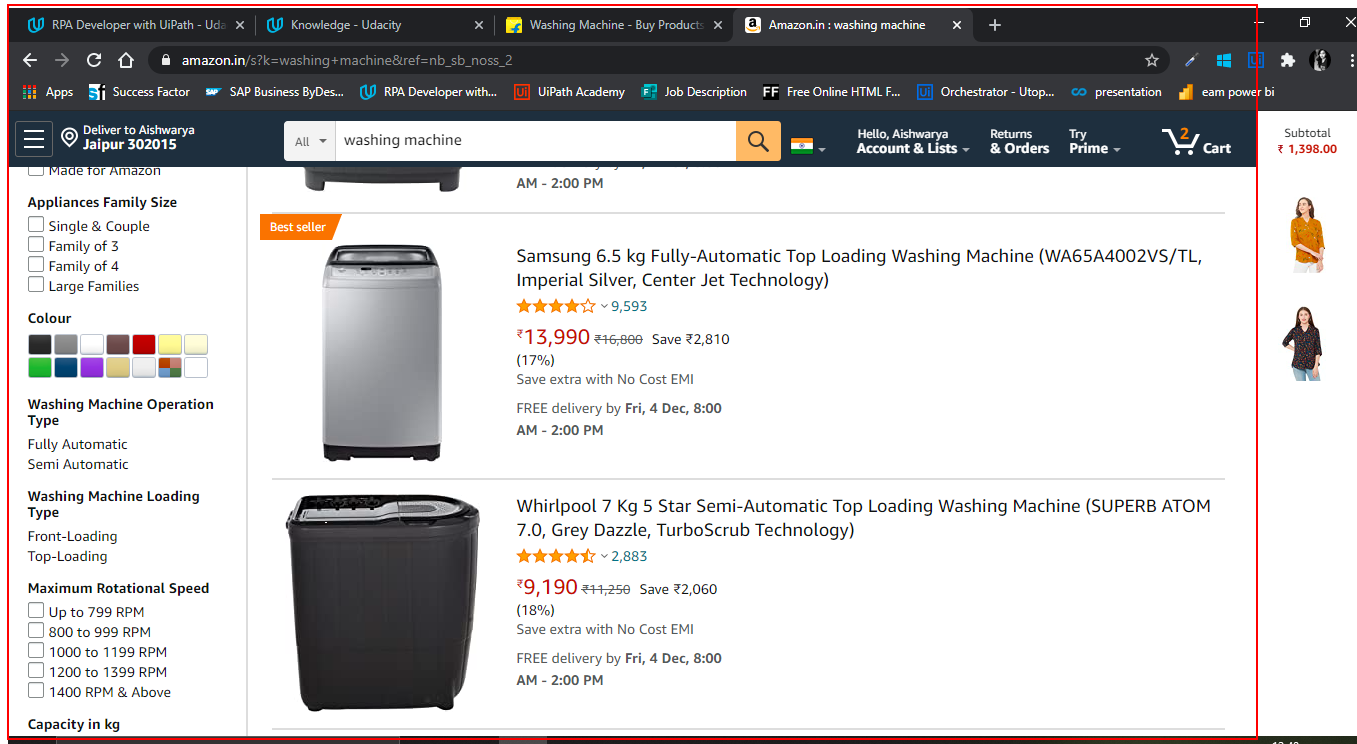 RPA Developer with UiPath - Uda
Knowledge - Udacity
Washing Machine - Buy Products
Amazon.in : washing machine
amazon.in/s?k=washing+machine&ref=nb_sb_noss_2
Apps
Success Factor
SAP Business ByDes...
RPA Developer with...
UiPath Academy
Job Description
FF Free Online HTML F...
Orchestrator - Utop...
presentation
eam power bi
Deliver to Aishwarya
Jaipur 302015
All
washing machine
Hello, Aishwarya
Account & Lists
Returns
& Orders
Try
Prime
2
Cart
Subtotal
₹ 1,398.00
Made for Amazon
Appliances Family Size
Single & Couple
Family of 3
Family of 4
Large Families
Colour
Washing Machine Operation
Type
Fully Automatic
Semi Automatic
Washing Machine Loading
Type
Front-Loading
Top-Loading
Maximum Rotational Speed
Up to 799 RPM
800 to 999 RPM
1000 to 1199 RPM
1200 to 1399 RPM
1400 RPM & Above
Capacity in kg
AM - 2:00 PM
Best seller
Samsung 6.5 kg Fully-Automatic Top Loading Washing Machine (WA65A4002VS/TL,
Imperial Silver, Center Jet Technology)
9,593
₹13,990 ₹16,800 Save ₹2,810
(17%)
Save extra with No Cost EMI
FREE delivery by Fri, 4 Dec, 8:00
AM - 2:00 PM
Whirlpool 7 Kg 5 Star Semi-Automatic Top Loading Washing Machine (SUPERB ATOM
7.0, Grey Dazzle, TurboScrub Technology)
2,883
₹9,190 ₹11,250 Save ₹2,060
(18%)
Save extra with No Cost EMI
FREE delivery by Fri, 4 Dec, 8:00
AM - 2:00 PM